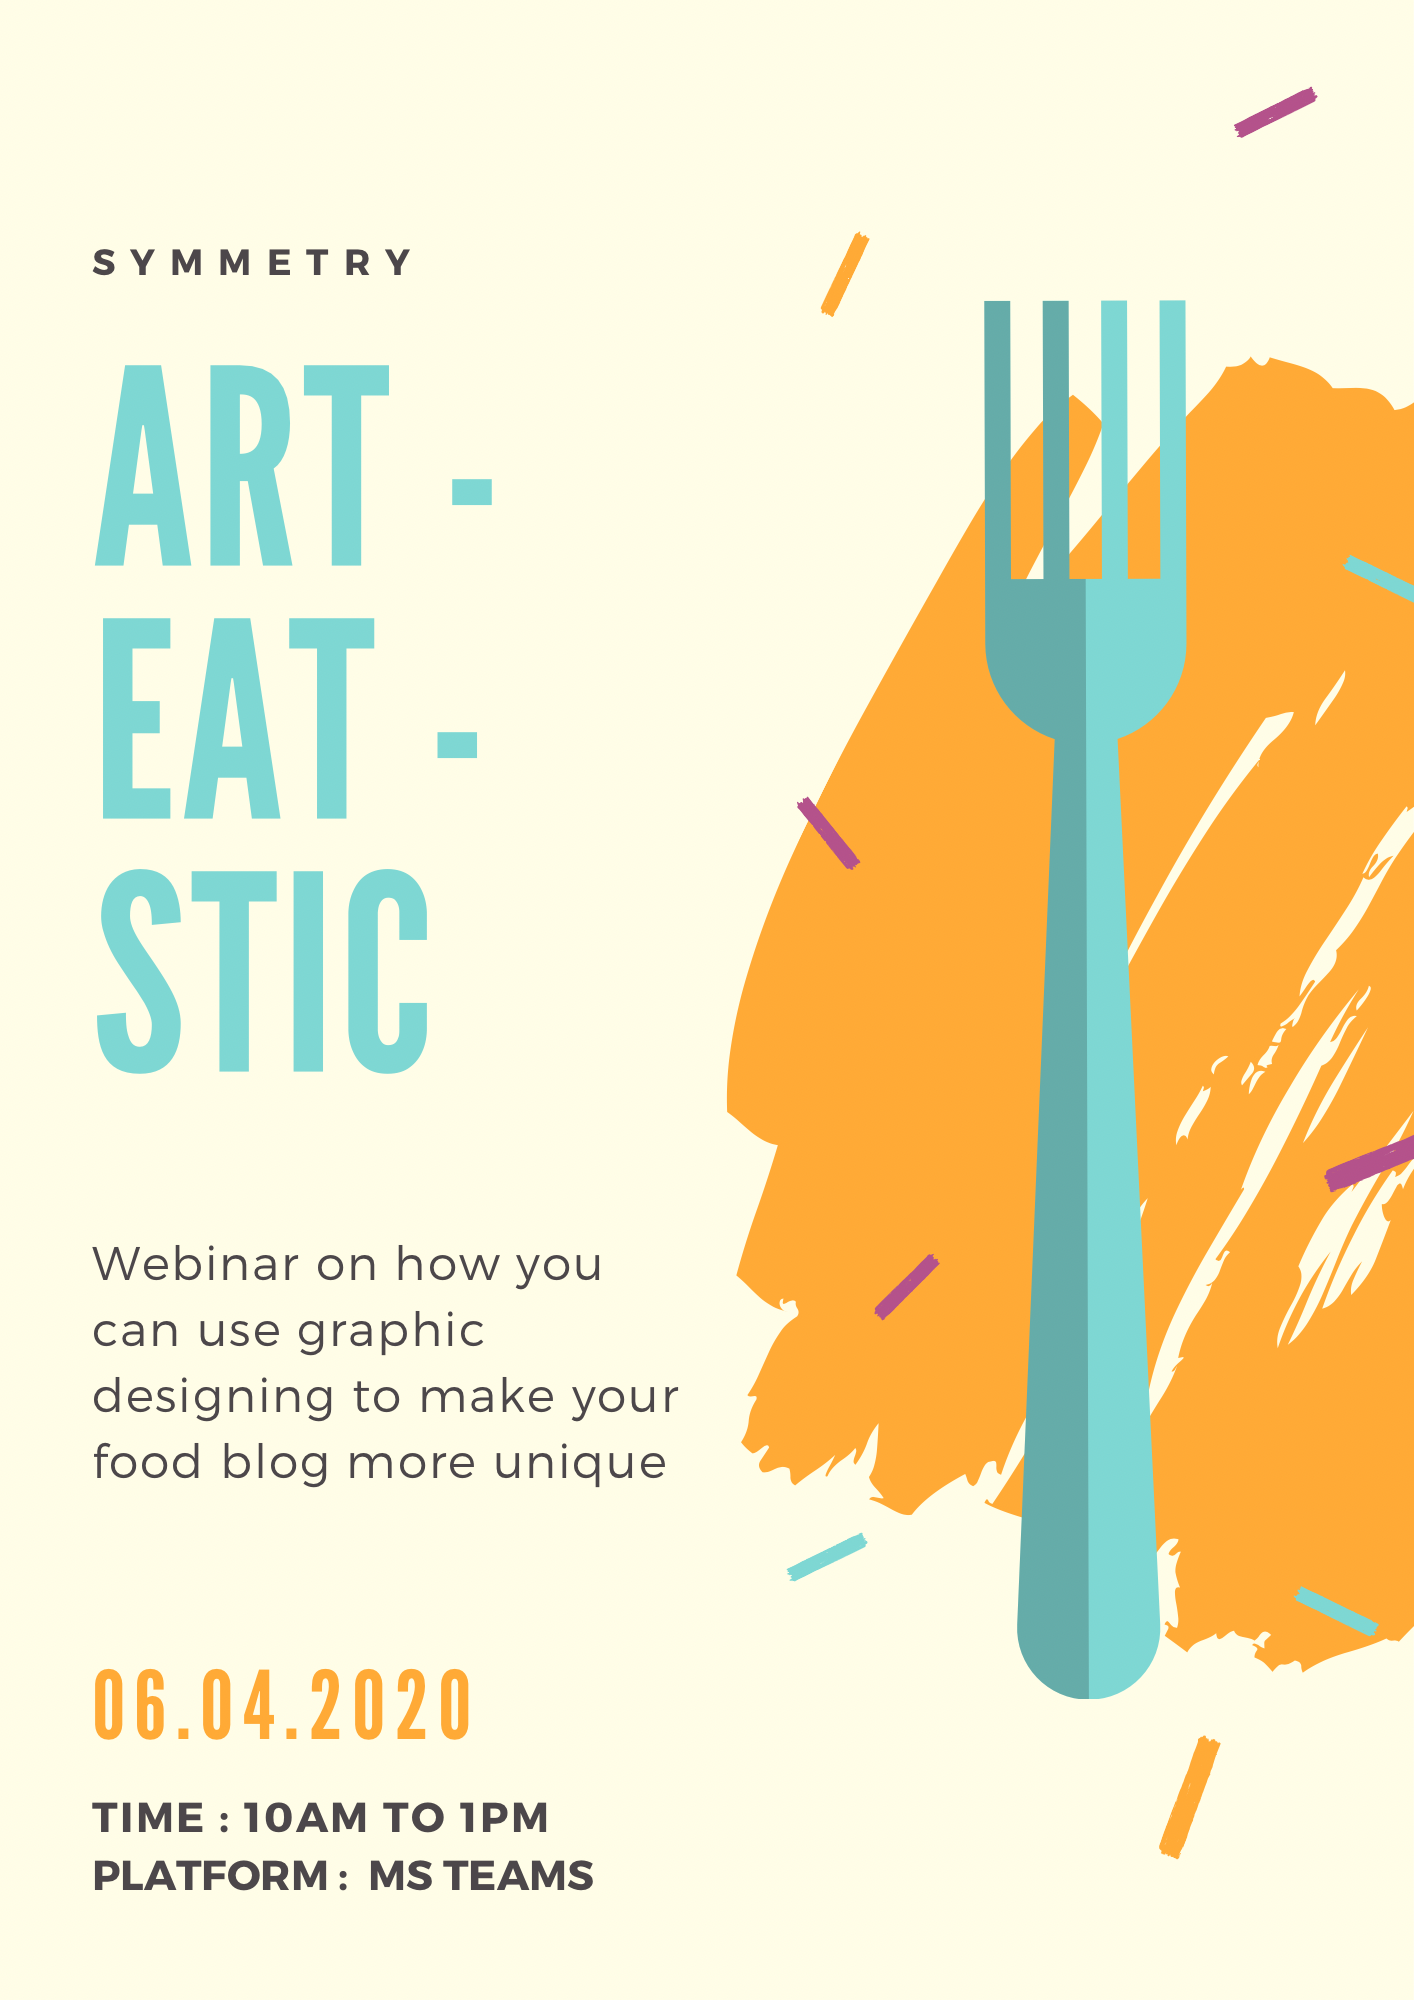 SYMMETRY
ART -
EAT -
STIC
Webinar on how you
can use graphic
designing to make your
food blog more unique
06.04.2020
TIME : 10AM TO 1PM
PLATFORM : MS TEAMS